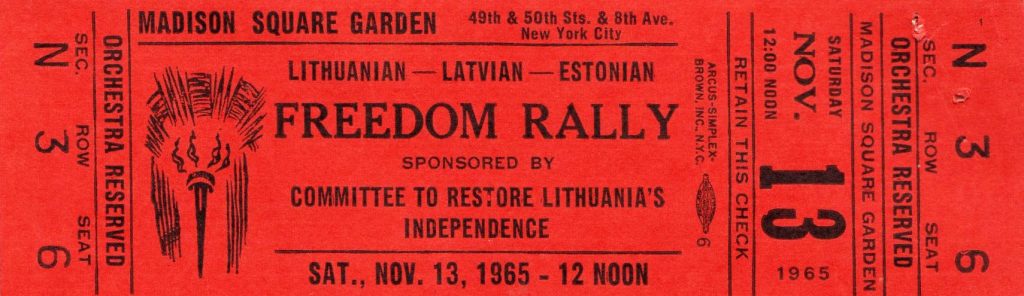 SEC. ROW SEAT
N 3 6
ORCHESTRA RESERVED
MADISON SQUARE GARDEN
49th & 50th Sts. & 8th Ave.
New York City
LITHUANIAN — LATVIAN — ESTONIAN
FREEDOM RALLY
SPONSORED BY
COMMITTEE TO RESTORE LITHUANIA'S
INDEPENDENCE
SAT., NOV. 13, 1965 - 12 NOON
ARCUS-SIMPLEX-
BROWN, INC., N.Y.C.
6
RETAIN THIS CHECK
12:00 NOON
SATURDAY
NOV.
13
1965
MADISON SQUARE GARDEN
ORCHESTRA RESERVED
SEC. ROW SEAT
N 3 6